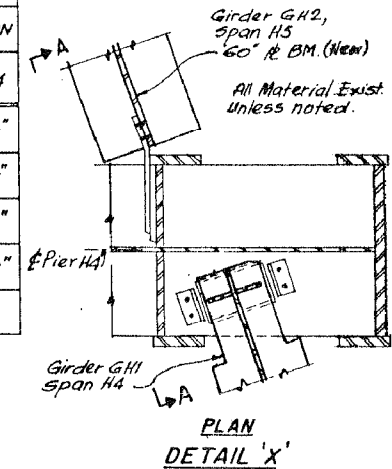 N
A
Girder GH2,
Span H5
60" ℙ BM. (New)
All Material Exist.
Unless noted.
"
"
"
"
℄ Pier H4
Girder GH1
Span H4
A
PLAN
DETAIL 'X'